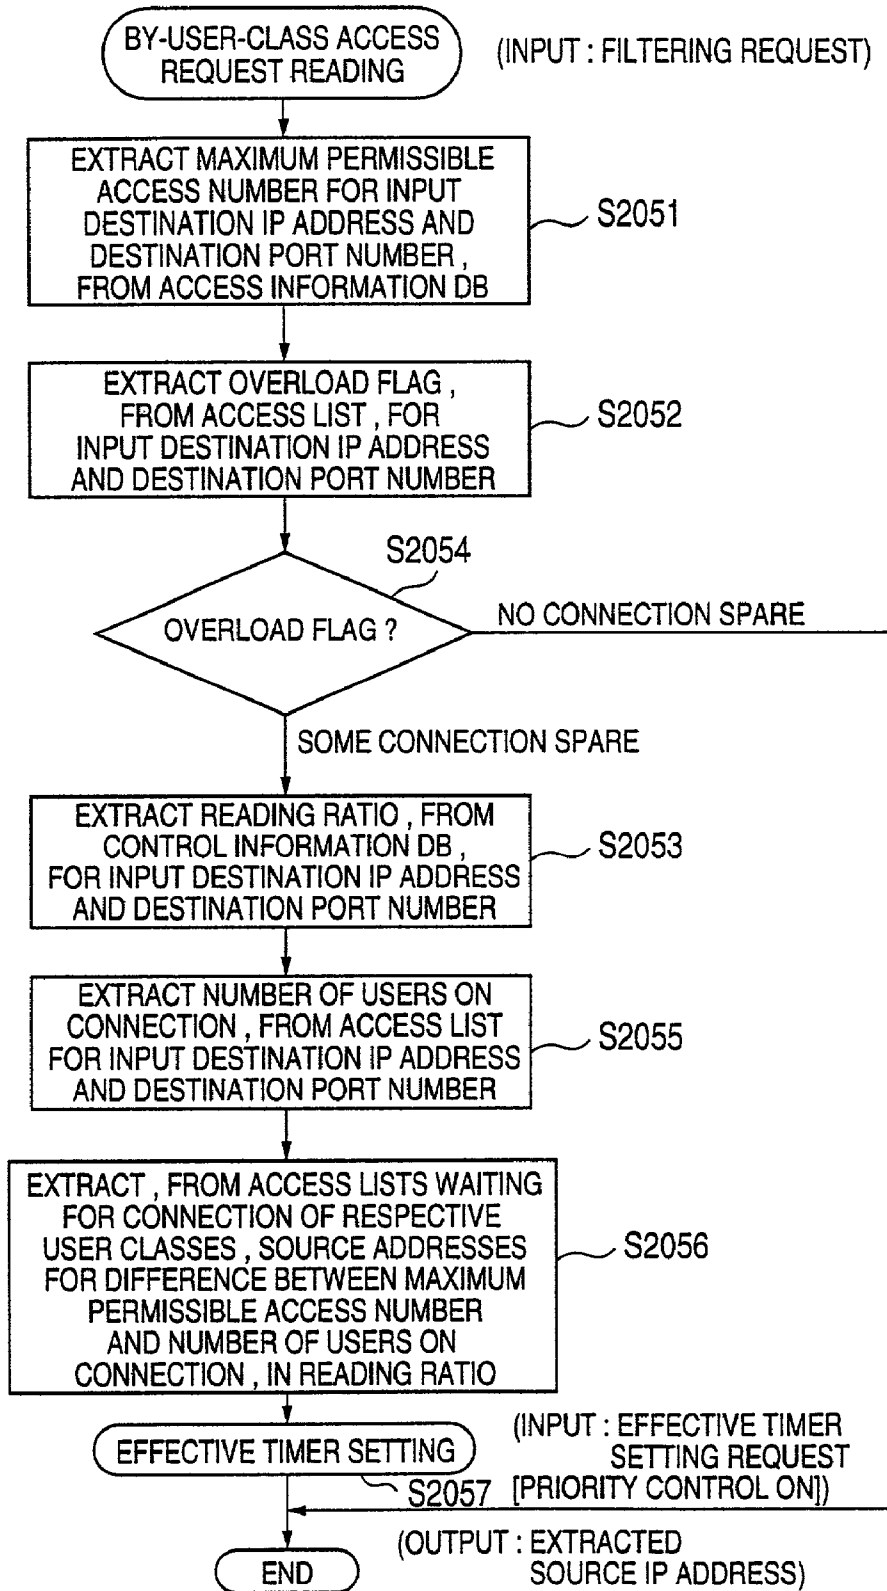 BY-USER-CLASS ACCESS
REQUEST READING
(INPUT : FILTERING REQUEST)
EXTRACT MAXIMUM PERMISSIBLE
ACCESS NUMBER FOR INPUT
DESTINATION IP ADDRESS AND
DESTINATION PORT NUMBER ,
FROM ACCESS INFORMATION DB
S2051
EXTRACT OVERLOAD FLAG ,
FROM ACCESS LIST , FOR
INPUT DESTINATION IP ADDRESS
AND DESTINATION PORT NUMBER
S2052
S2054
OVERLOAD FLAG ?
NO CONNECTION SPARE
SOME CONNECTION SPARE
EXTRACT READING RATIO , FROM
CONTROL INFORMATION DB ,
FOR INPUT DESTINATION IP ADDRESS
AND DESTINATION PORT NUMBER
S2053
EXTRACT NUMBER OF USERS ON
CONNECTION , FROM ACCESS LIST
FOR INPUT DESTINATION IP ADDRESS
AND DESTINATION PORT NUMBER
S2055
EXTRACT , FROM ACCESS LISTS WAITING
FOR CONNECTION OF RESPECTIVE
USER CLASSES , SOURCE ADDRESSES
FOR DIFFERENCE BETWEEN MAXIMUM
PERMISSIBLE ACCESS NUMBER
AND NUMBER OF USERS ON
CONNECTION , IN READING RATIO
S2056
EFFECTIVE TIMER SETTING
S2057
(INPUT : EFFECTIVE TIMER
SETTING REQUEST
[PRIORITY CONTROL ON])
(OUTPUT : EXTRACTED
SOURCE IP ADDRESS)
END